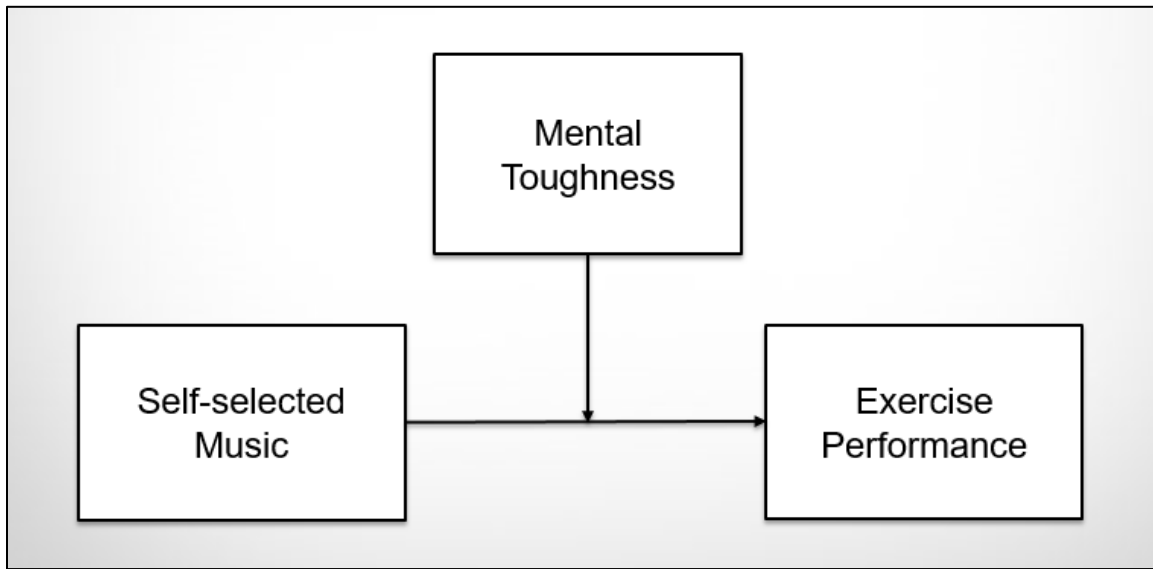 Mental
Toughness
Self-selected
Music
Exercise
Performance